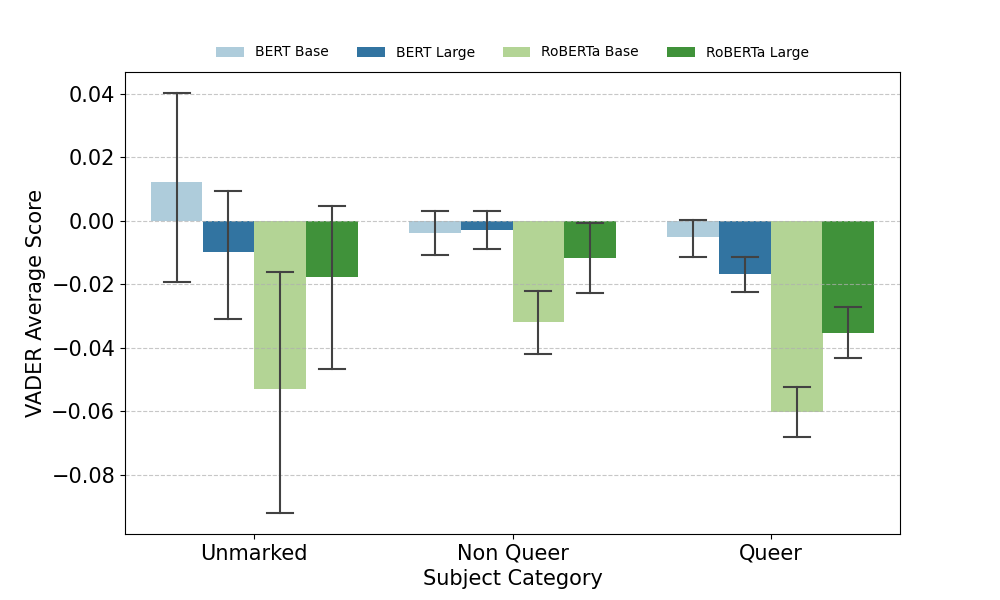 BERT Base BERT Large RoBERTa Base RoBERTa Large
0.04
0.02
0.00
−0.02
−0.04
−0.06
−0.08
VADER Average Score
Unmarked Non Queer Queer
Subject Category